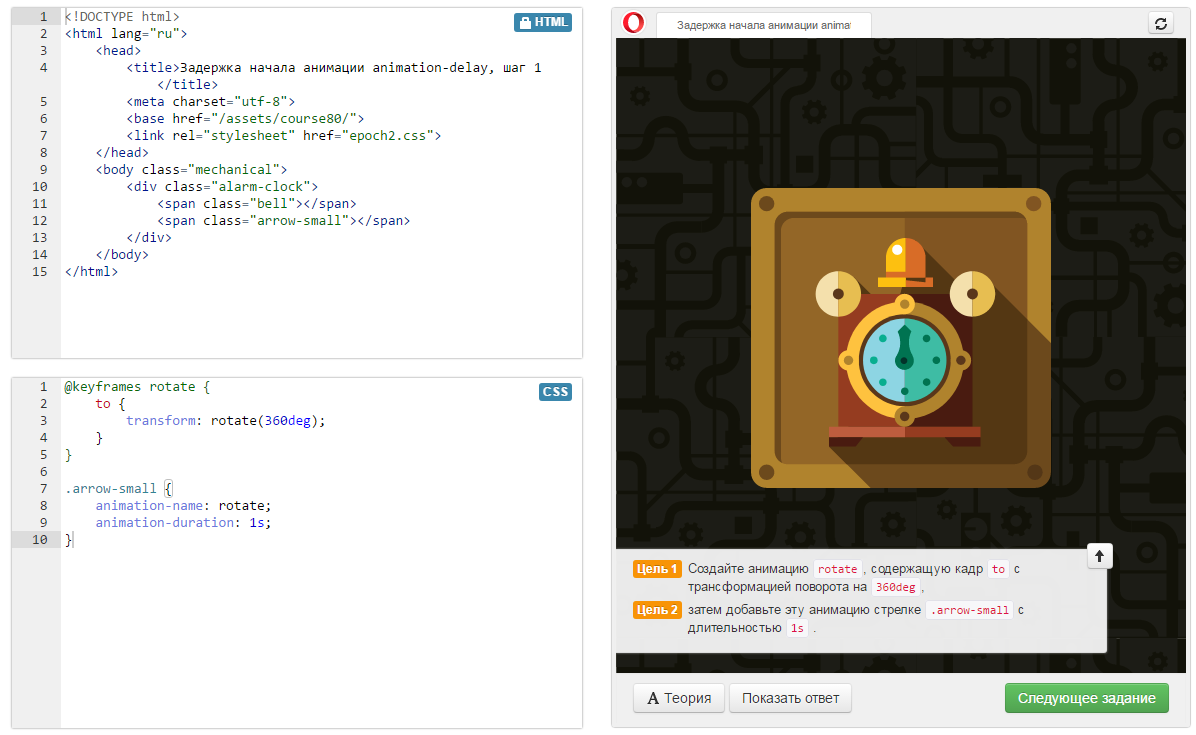 1 <!DOCTYPE html>
HTML
2 <html lang="ru">
3 <head>
4 <title>Задержка начала анимации animation-delay, шаг 1
</title>
5 <meta charset="utf-8">
6 <base href="/assets/course80/">
7 <link rel="stylesheet" href="epoch2.css">
8 </head>
9 <body class="mechanical">
10 <div class="alarm-clock">
11 <span class="bell"></span>
12 <span class="arrow-small"></span>
13 </div>
14 </body>
15 </html>
CSS
1 @keyframes rotate {
2 to {
3 transform: rotate(360deg);
4 }
5 }
6
7 .arrow-small {
8 animation-name: rotate;
9 animation-duration: 1s;
10 }
Задержка начала анимации animat
Цель 1 Создайте анимацию rotate , содержащую кадр to с
трансформацией поворота на 360deg ,
Цель 2 затем добавьте эту анимацию стрелке .arrow-small с
длительностью 1s .
A Теория Показать ответ Следующее задание